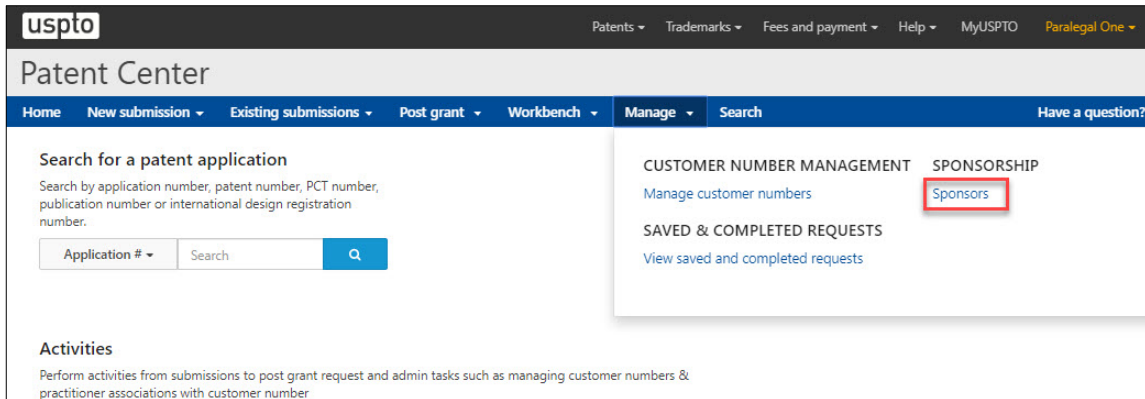 uspto
Patents Trademarks Fees and payment Help MyUSPTO Paralegal One
Patent Center
Home New submission Existing submissions Post grant Workbench Manage Search Have a question?
Search for a patent application
Search by application number, patent number, PCT number,
publication number or international design registration
number.
Application # Search
CUSTOMER NUMBER MANAGEMENT SPONSORSHIP
Manage customer numbers Sponsors
SAVED & COMPLETED REQUESTS
View saved and completed requests
Activities
Perform activities from submissions to post grant request and admin tasks such as managing customer numbers &
practitioner associations with customer number